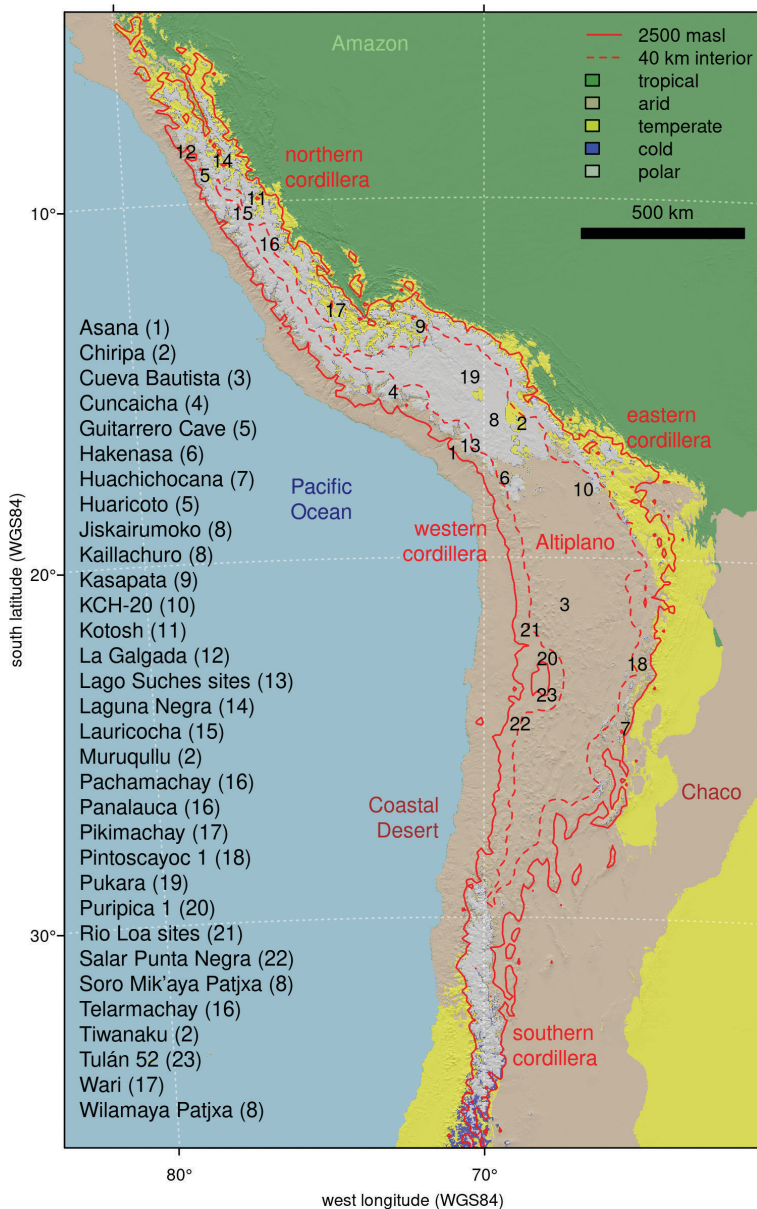 Amazon
2500 masl
40 km interior
tropical
arid
temperate
cold
polar
500 km
northern
cordillera
12
14
5
11
15
16
17
9
19
4
8
2
13
1
6
10
eastern
cordillera
Pacific
Ocean
western
cordillera
Altiplano
3
21
20
18
23
22
7
Coastal
Desert
Chaco
southern
cordillera
Asana (1)
Chiripa (2)
Cueva Bautista (3)
Cuncaicha (4)
Guitarrero Cave (5)
Hakenasa (6)
Huachichocana (7)
Huaricoto (5)
Jiskairumoko (8)
Kaillachuro (8)
Kasapata (9)
KCH-20 (10)
Kotosh (11)
La Galgada (12)
Lago Suches sites (13)
Laguna Negra (14)
Lauricocha (15)
Muruqullu (2)
Pachamachay (16)
Panalauca (16)
Pikimachay (17)
Pintoscayoc 1 (18)
Pukara (19)
Puripica 1 (20)
Rio Loa sites (21)
Salar Punta Negra (22)
Soro Mik'aya Patjxa (8)
Telarmachay (16)
Tiwanaku (2)
Tulán 52 (23)
Wari (17)
Wilamaya Patjxa (8)
10°
20°
30°
south latitude (WGS84)
80°
70°
west longitude (WGS84)